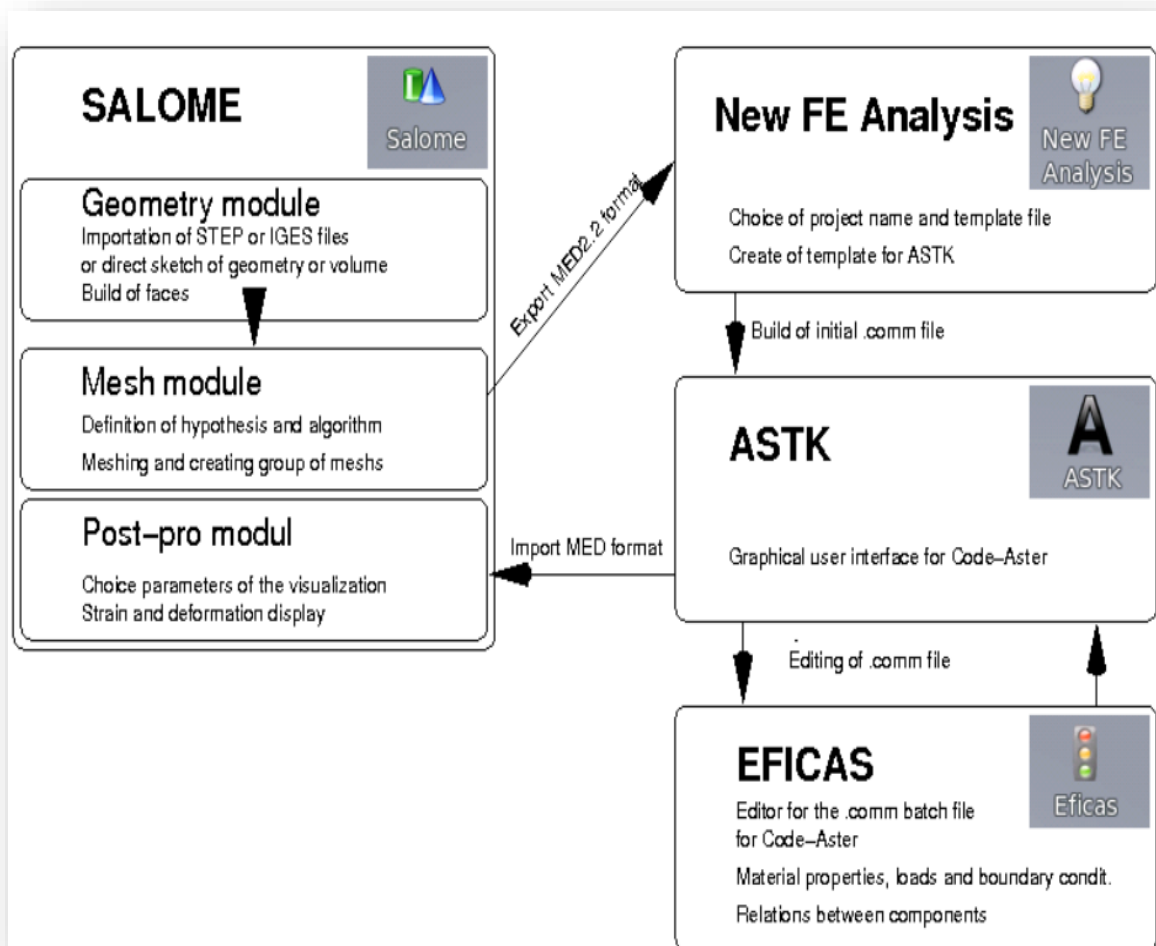 SALOME
Salome
Geometry module
Importation of STEP or IGES files
or direct sketch of geometry or volume
Build of faces
Mesh module
Definition of hypothesis and algorithm
Meshing and creating group of meshs
Post-pro modul
Choice parameters of the visualization
Strain and deformation display
Export MED2.2 format
Import MED format
New FE Analysis
New FE
Analysis
Choice of project name and template file
Create of template for ASTK
Build of initial .comm file
ASTK
A
ASTK
Graphical user interface for Code-Aster
Editing of .comm file
EFICAS
Eficas
Editor for the .comm batch file
for Code-Aster
Material properties, loads and boundary condit.
Relations between components